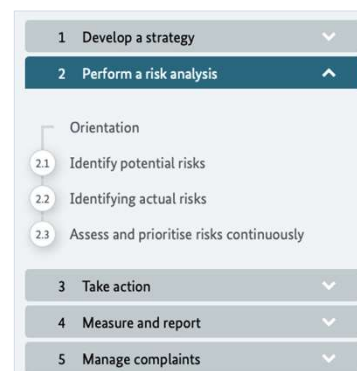 1 Develop a strategy
2 Perform a risk analysis
Orientation
2.1 Identify potential risks
2.2 Identifying actual risks
2.3 Assess and prioritise risks continuously
3 Take action
4 Measure and report
5 Manage complaints